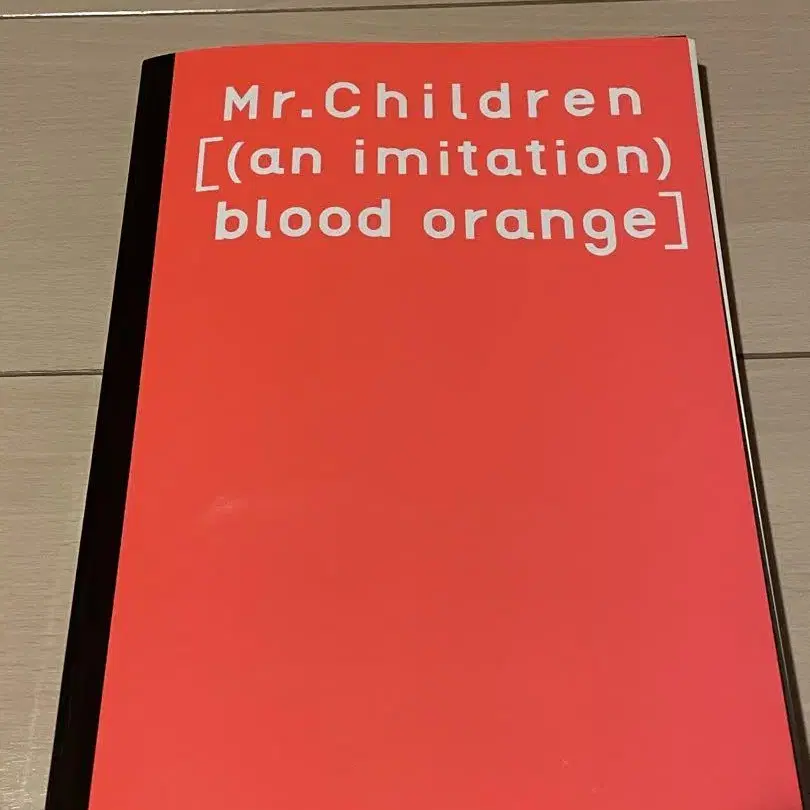 Mr.Children
[(an imitation)
blood orange]